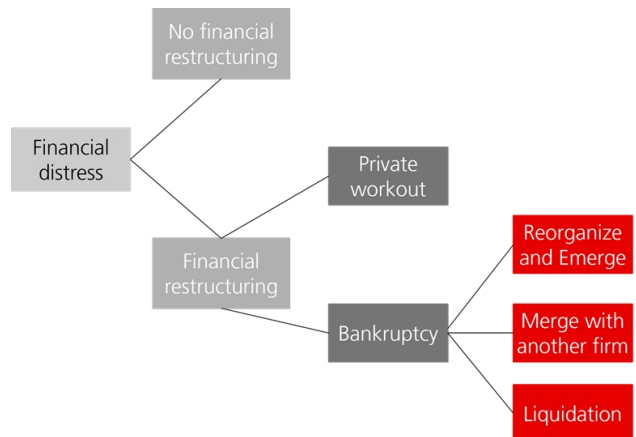 No financial
restructuring
Financial
distress
Private
workout
Financial
restructuring
Reorganize
and Emerge
Bankruptcy
Merge with
another firm
Liquidation